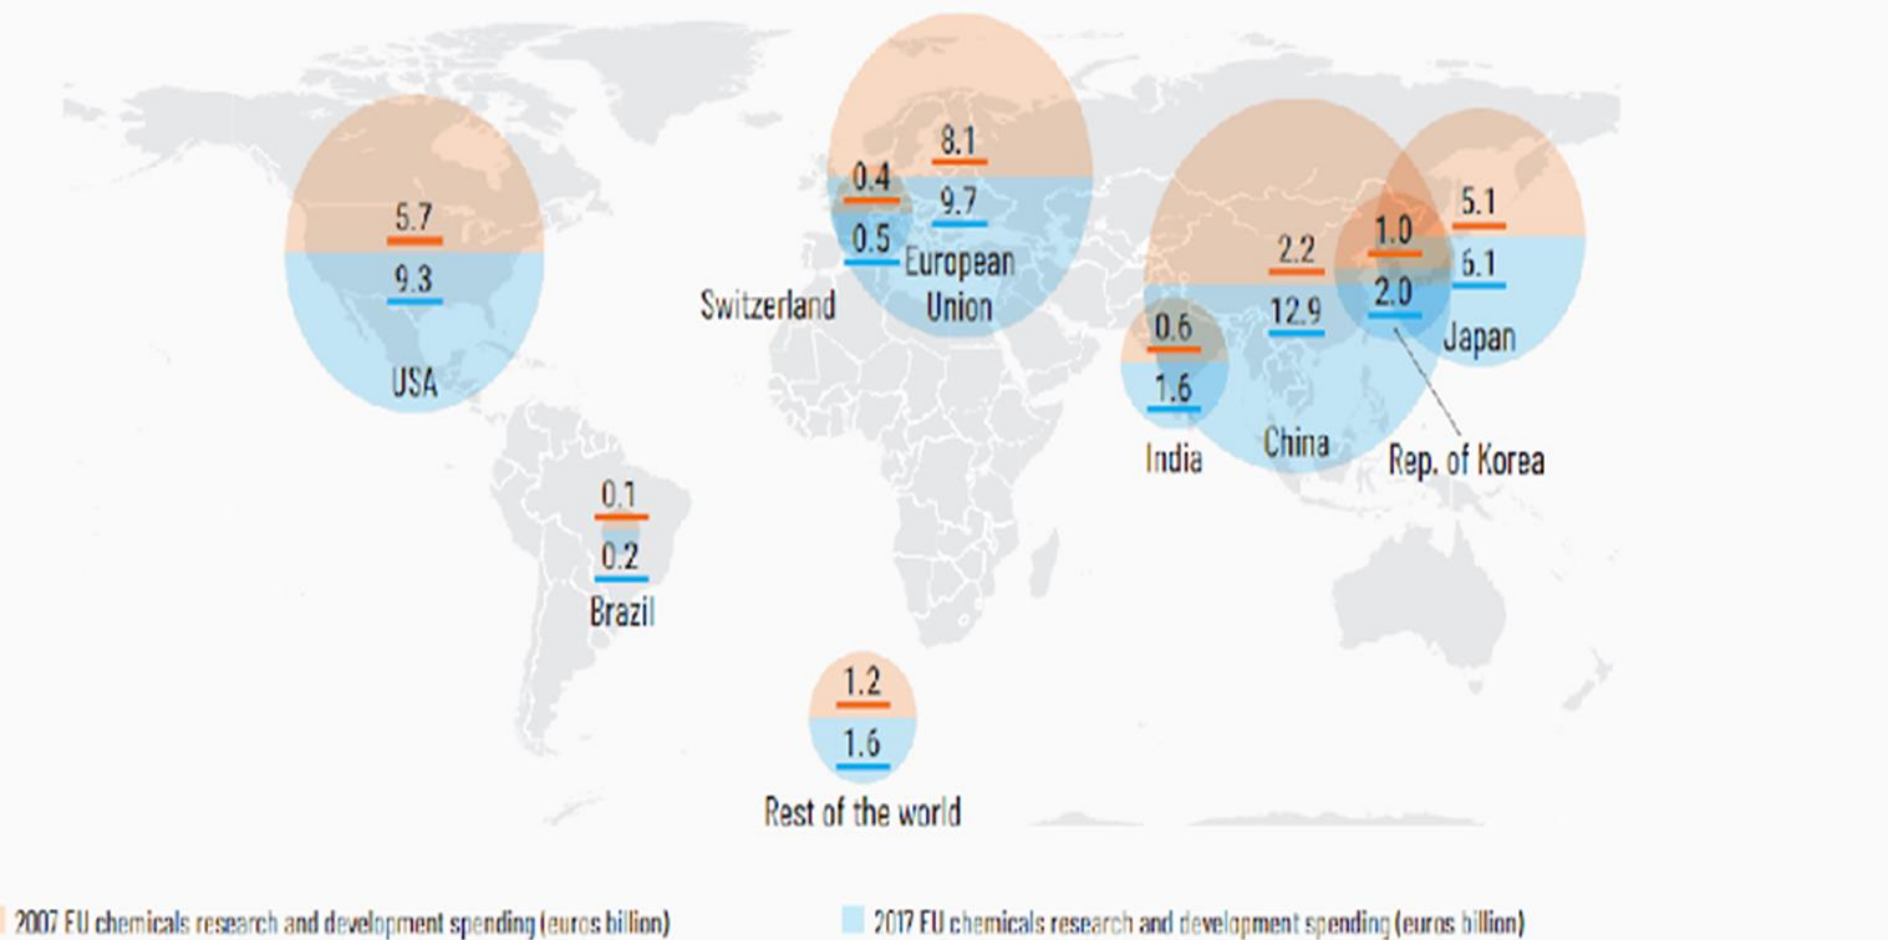 5.7
9.3
USA
8.1
9.7
European
Union
0.4
0.5
Switzerland
2.2
12.9
China
1.0
2.0
Rep. of Korea
5.1
6.1
Japan
0.6
1.6
India
0.1
0.2
Brazil
1.2
1.6
Rest of the world
2007 EU chemicals research and development spending (euros billion)
2017 EU chemicals research and development spending (euros billion)